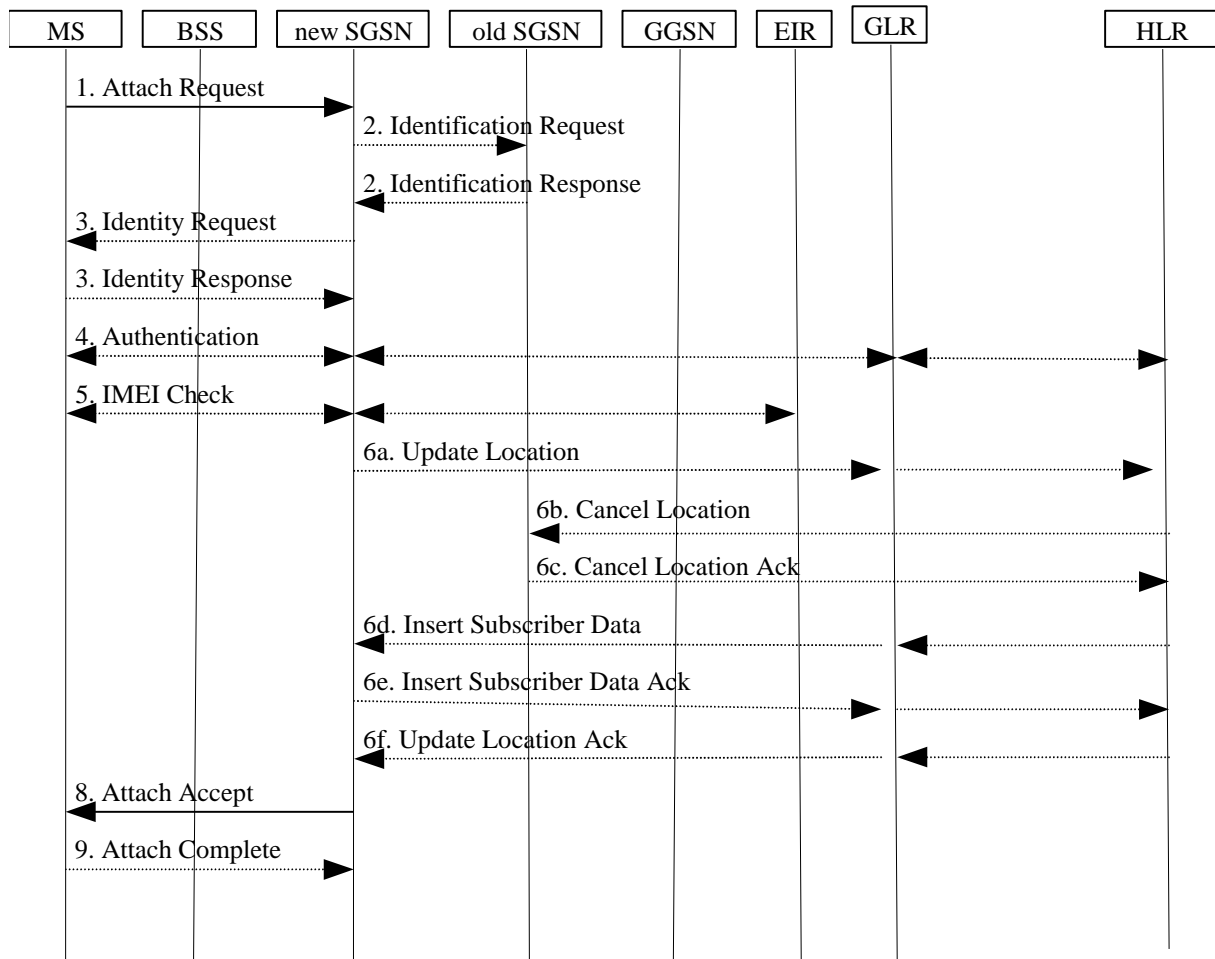 MS BSS new SGSN old SGSN GGSN EIR GLR HLR
1. Attach Request
2. Identification Request
2. Identification Response
3. Identity Request
3. Identity Response
4. Authentication
5. IMEI Check
6a. Update Location
6b. Cancel Location
6c. Cancel Location Ack
6d. Insert Subscriber Data
6e. Insert Subscriber Data Ack
6f. Update Location Ack
8. Attach Accept
9. Attach Complete